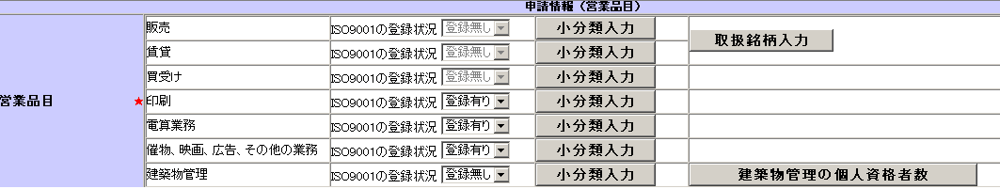 申請情報（営業品目）
販売 ISO9001の登録状況 登録無し 小分類入力 取扱銘柄入力
賃貸 ISO9001の登録状況 登録無し 小分類入力
買受け ISO9001の登録状況 登録無し 小分類入力
営業品目 ★ 印刷 ISO9001の登録状況 登録有り 小分類入力
電算業務 ISO9001の登録状況 登録有り 小分類入力
催物、映画、広告、その他の業務 ISO9001の登録状況 登録有り 小分類入力
建築物管理 ISO9001の登録状況 登録無し 小分類入力 建築物管理の個人資格者数